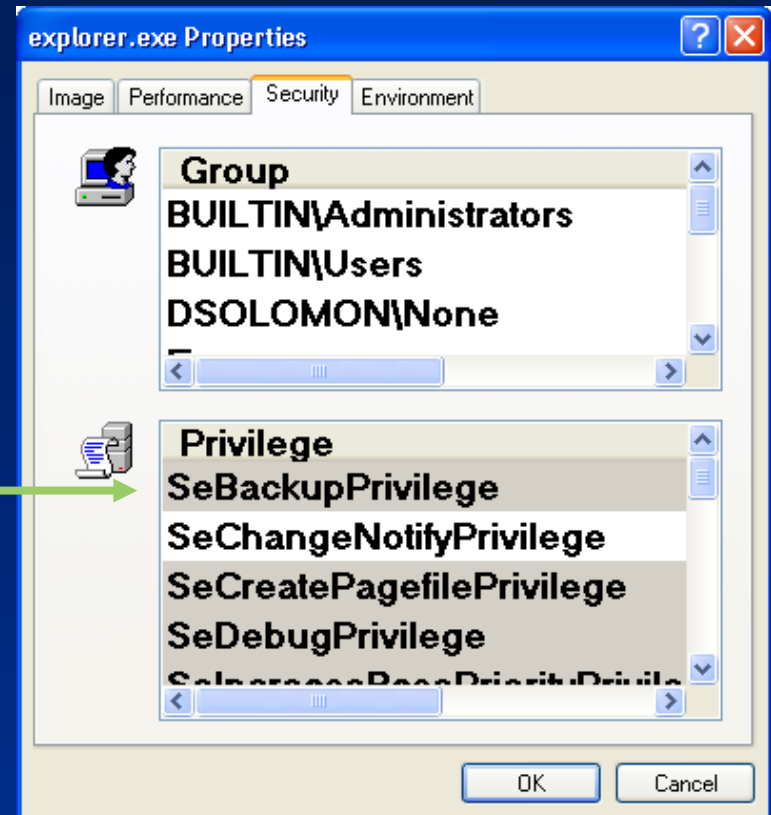 explorer.exe Properties
Image Performance Security Environment
Group
BUILTIN\Administrators
BUILTIN\Users
DSOLOMON\None
Privilege
SeBackupPrivilege
SeChangeNotifyPrivilege
SeCreatePagefilePrivilege
SeDebugPrivilege
OK Cancel